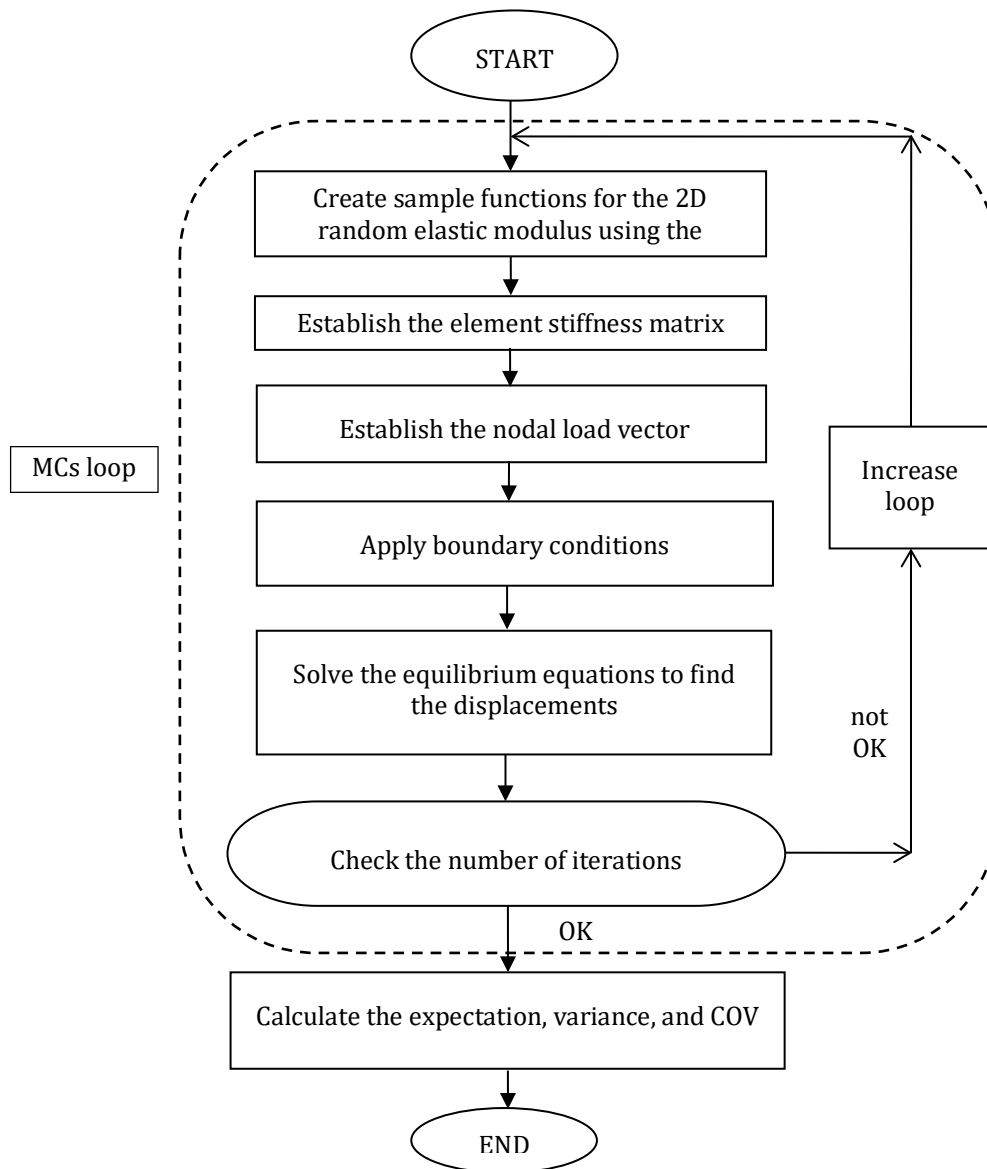 START
Create sample functions for the 2D
random elastic modulus using the
Establish the element stiffness matrix
Establish the nodal load vector
MCs loop
Increase
loop
Apply boundary conditions
Solve the equilibrium equations to find
the displacements
not
OK
Check the number of iterations
OK
Calculate the expectation, variance, and COV
END